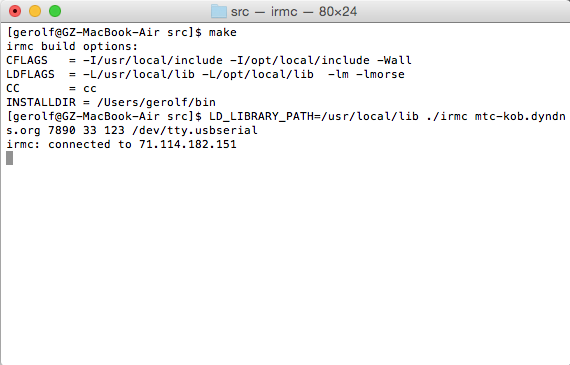 src — irmc — 80×24
[gerolf@GZ-MacBook-Air src]$ make
irmc build options:
CFLAGS   = -I/usr/local/include -I/opt/local/include -Wall
LDFLAGS  = -L/usr/local/lib -L/opt/local/lib  -lm -lmorse
CC       = cc
INSTALLDIR = /Users/gerolf/bin
[gerolf@GZ-MacBook-Air src]$ LD_LIBRARY_PATH=/usr/local/lib ./irmc mtc-kob.dyndn
s.org 7890 33 123 /dev/tty.usbserial
irmc: connected to 71.114.182.151